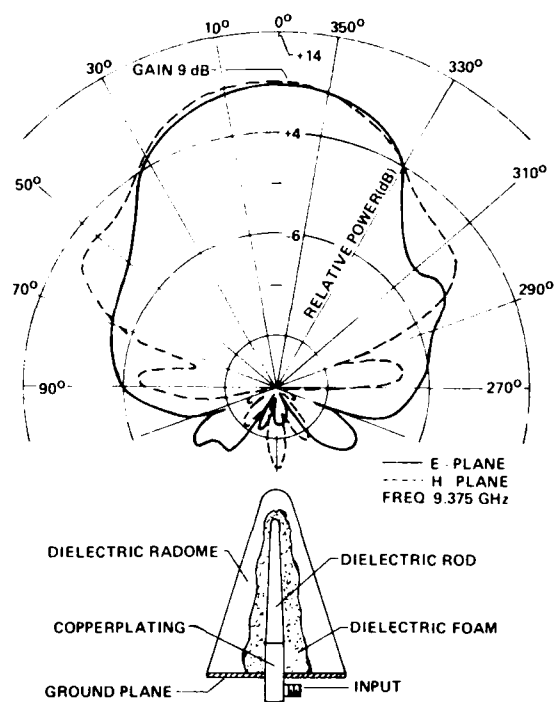 0°
10°
350°
+14
30°
GAIN 9 dB
330°
+4
50°
310°
RELATIVE POWER(dB)
-6
70°
290°
90°
270°
E - PLANE
H PLANE
FREQ 9.375 GHz
DIELECTRIC RADOME
DIELECTRIC ROD
COPPERPLATING
DIELECTRIC FOAM
GROUND PLANE
INPUT